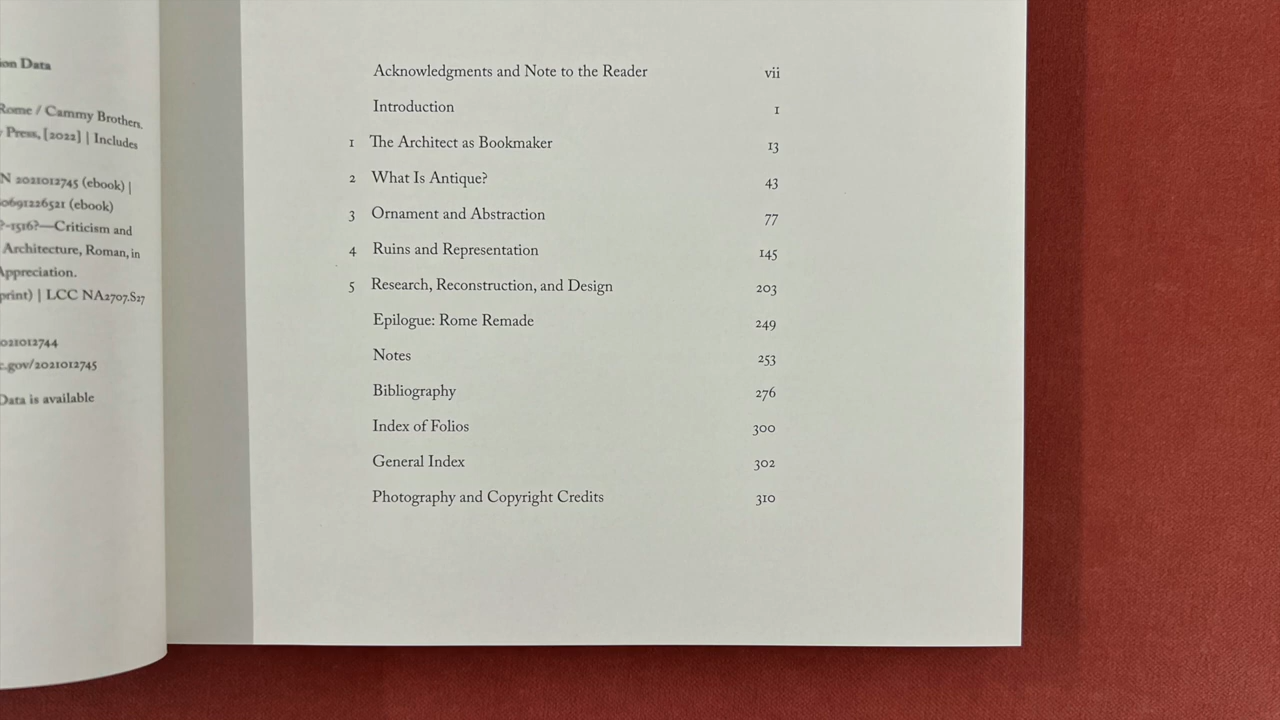 ion Data
Rome / Cammy Brothers.
Press, [2022] | Includes
N 2021012745 (ebook) |
0691226521 (ebook)
?–1516?—Criticism and
Architecture, Roman, in
Appreciation.
print) | LCC NA2707.S27
021012744
c.gov/2021012745
Data is available
Acknowledgments and Note to the Reader vii
Introduction 1
1 The Architect as Bookmaker 13
2 What Is Antique? 43
3 Ornament and Abstraction 77
4 Ruins and Representation 145
5 Research, Reconstruction, and Design 203
Epilogue: Rome Remade 249
Notes 253
Bibliography 276
Index of Folios 300
General Index 302
Photography and Copyright Credits 310